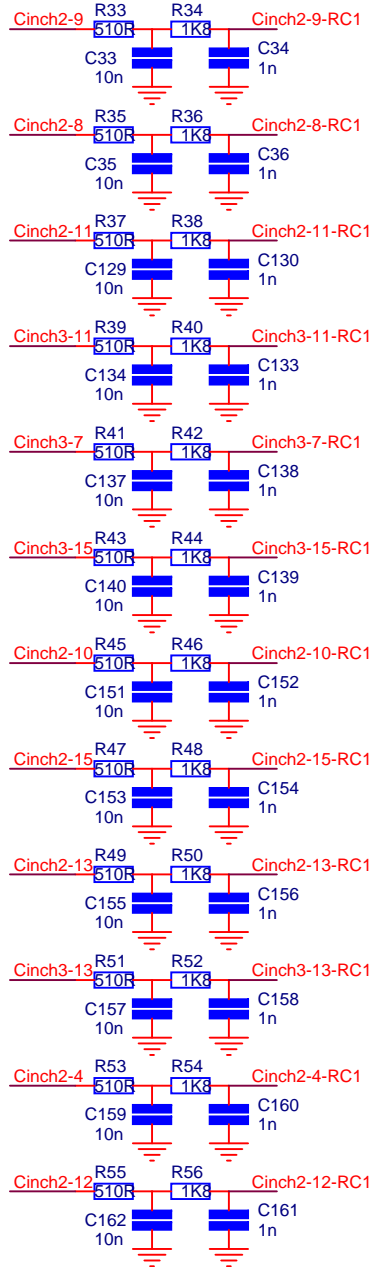 Cinch2-9 R33 R34 Cinch2-9-RC1
510R 1K8
C33 C34
10n 1n
Cinch2-8 R35 R36 Cinch2-8-RC1
510R 1K8
C35 C36
10n 1n
Cinch2-11 R37 R38 Cinch2-11-RC1
510R 1K8
C129 C130
10n 1n
Cinch3-11 R39 R40 Cinch3-11-RC1
510R 1K8
C134 C133
10n 1n
Cinch3-7 R41 R42 Cinch3-7-RC1
510R 1K8
C137 C138
10n 1n
Cinch3-15 R43 R44 Cinch3-15-RC1
510R 1K8
C140 C139
10n 1n
Cinch2-10 R45 R46 Cinch2-10-RC1
510R 1K8
C151 C152
10n 1n
Cinch2-15 R47 R48 Cinch2-15-RC1
510R 1K8
C153 C154
10n 1n
Cinch2-13 R49 R50 Cinch2-13-RC1
510R 1K8
C155 C156
10n 1n
Cinch3-13 R51 R52 Cinch3-13-RC1
510R 1K8
C157 C158
10n 1n
Cinch2-4 R53 R54 Cinch2-4-RC1
510R 1K8
C159 C160
10n 1n
Cinch2-12 R55 R56 Cinch2-12-RC1
510R 1K8
C162 C161
10n 1n